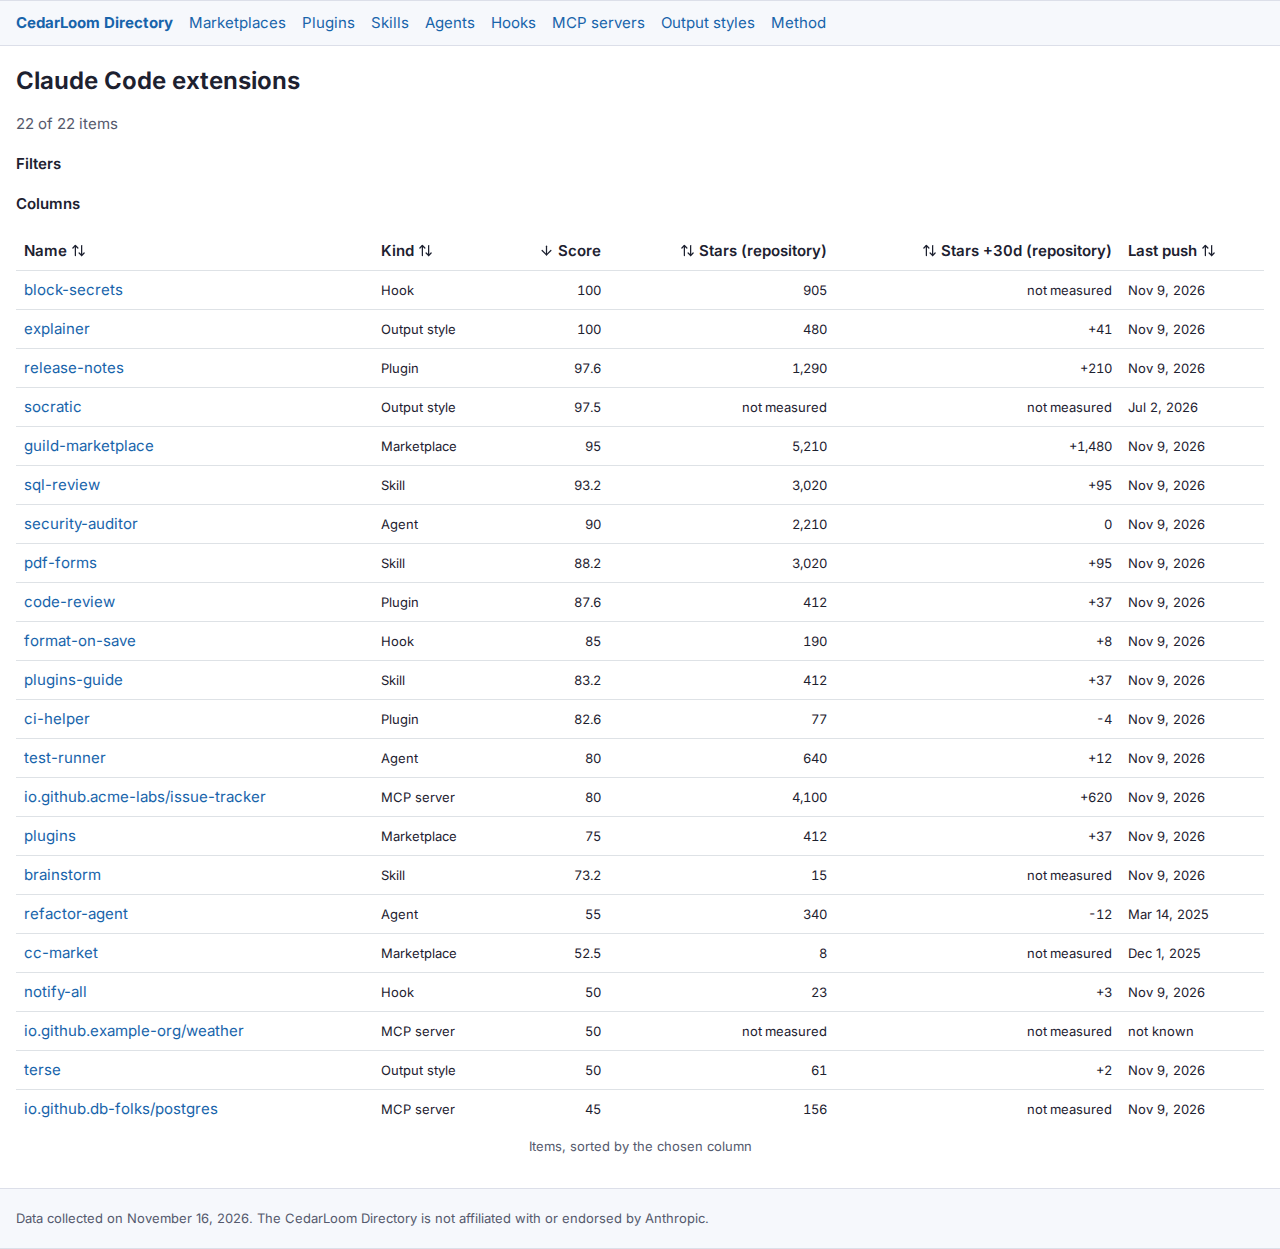 CedarLoom Directory Marketplaces Plugins Skills Agents Hooks MCP servers Output styles Method
Claude Code extensions
22 of 22 items
Filters
Columns
Name ↑↓ Kind ↑↓ ↓ Score ↑↓ Stars (repository) ↑↓ Stars +30d (repository) Last push ↑↓
block-secrets Hook 100 905 not measured Nov 9, 2026
explainer Output style 100 480 +41 Nov 9, 2026
release-notes Plugin 97.6 1,290 +210 Nov 9, 2026
socratic Output style 97.5 not measured not measured Jul 2, 2026
guild-marketplace Marketplace 95 5,210 +1,480 Nov 9, 2026
sql-review Skill 93.2 3,020 +95 Nov 9, 2026
security-auditor Agent 90 2,210 0 Nov 9, 2026
pdf-forms Skill 88.2 3,020 +95 Nov 9, 2026
code-review Plugin 87.6 412 +37 Nov 9, 2026
format-on-save Hook 85 190 +8 Nov 9, 2026
plugins-guide Skill 83.2 412 +37 Nov 9, 2026
ci-helper Plugin 82.6 77 -4 Nov 9, 2026
test-runner Agent 80 640 +12 Nov 9, 2026
io.github.acme-labs/issue-tracker MCP server 80 4,100 +620 Nov 9, 2026
plugins Marketplace 75 412 +37 Nov 9, 2026
brainstorm Skill 73.2 15 not measured Nov 9, 2026
refactor-agent Agent 55 340 -12 Mar 14, 2025
cc-market Marketplace 52.5 8 not measured Dec 1, 2025
notify-all Hook 50 23 +3 Nov 9, 2026
io.github.example-org/weather MCP server 50 not measured not measured not known
terse Output style 50 61 +2 Nov 9, 2026
io.github.db-folks/postgres MCP server 45 156 not measured Nov 9, 2026
Items, sorted by the chosen column
Data collected on November 16, 2026. The CedarLoom Directory is not affiliated with or endorsed by Anthropic.